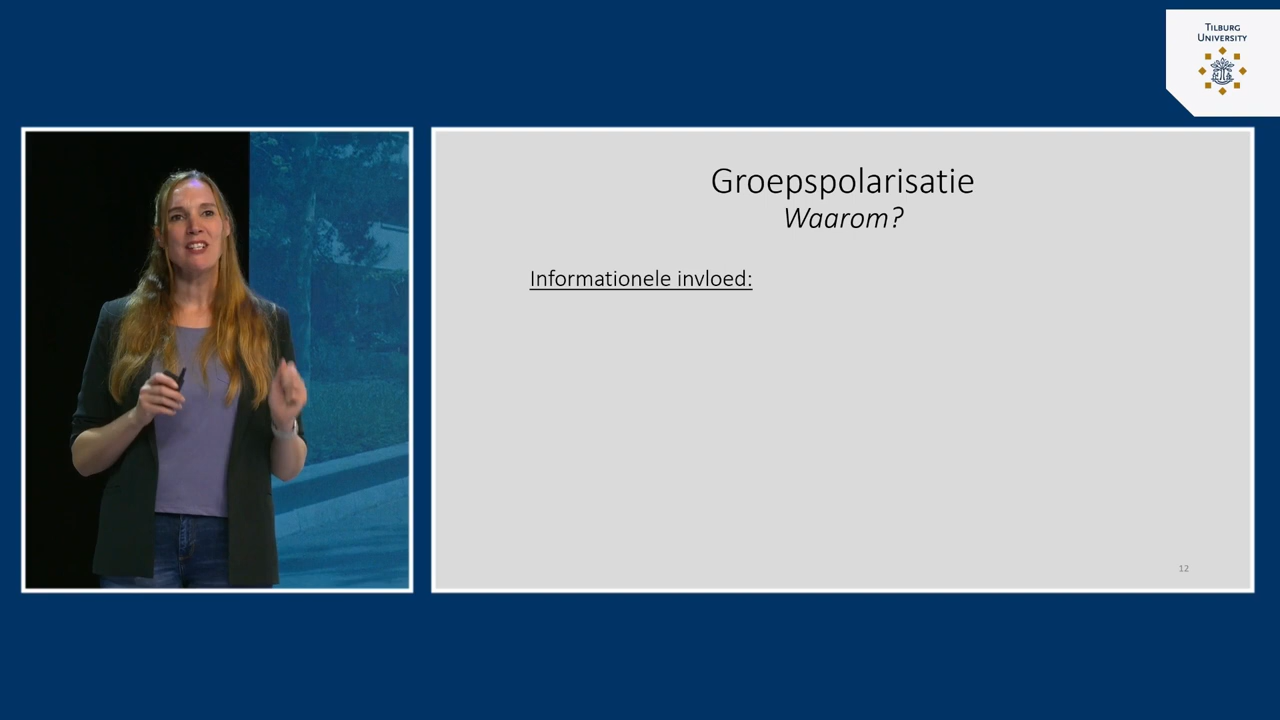 Tilburg
University
Groepspolarisatie
Waarom?
Informationele invloed:
12